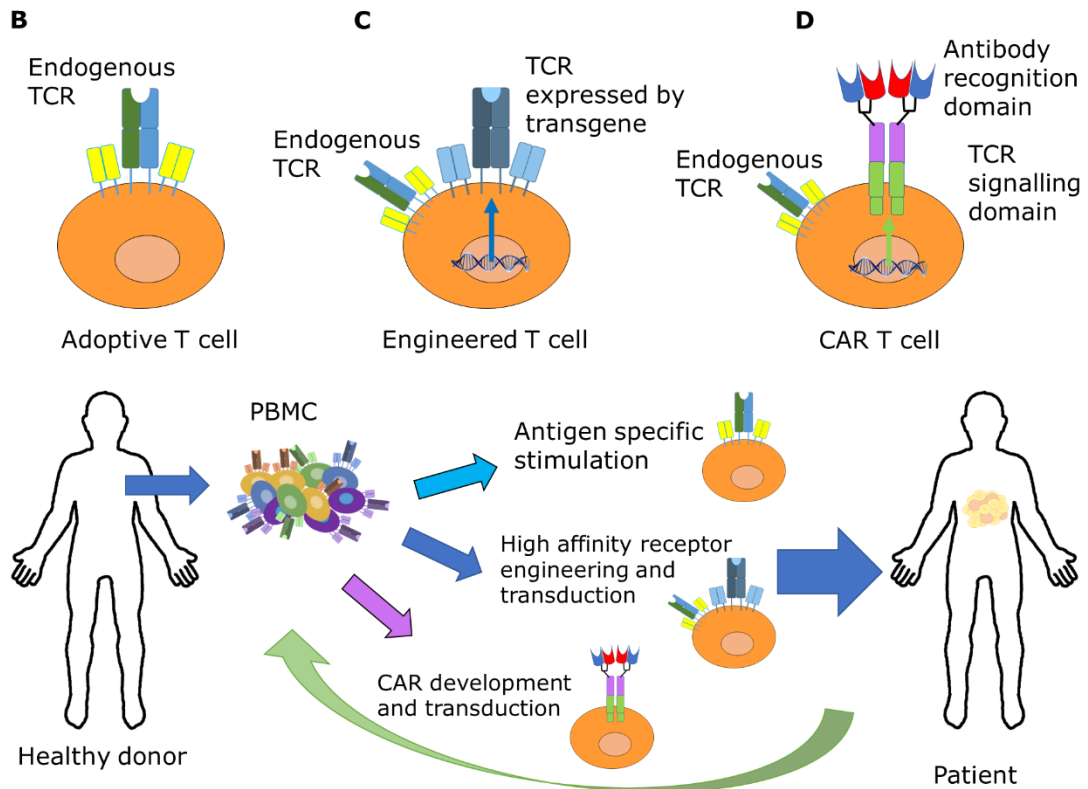 B
Endogenous
TCR
Adoptive T cell
C
Endogenous
TCR
TCR
expressed by
transgene
Engineered T cell
D
Endogenous
TCR
Antibody
recognition
domain
TCR
signalling
domain
CAR T cell
Healthy donor
PBMC
Antigen specific
stimulation
High affinity receptor
engineering and
transduction
CAR development
and transduction
Patient